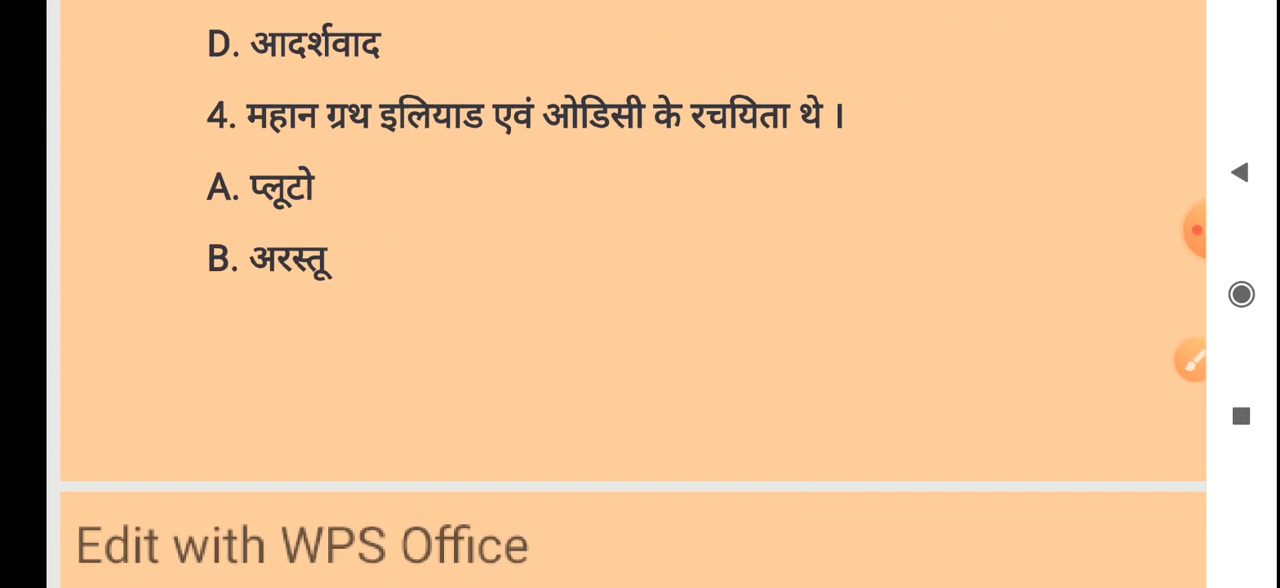 D. आदर्शवाद
4. महान ग्रथ इलियाड एवं ओडिसी के रचयिता थे ।
A. प्लूटो
B. अरस्तू
Edit with WPS Office